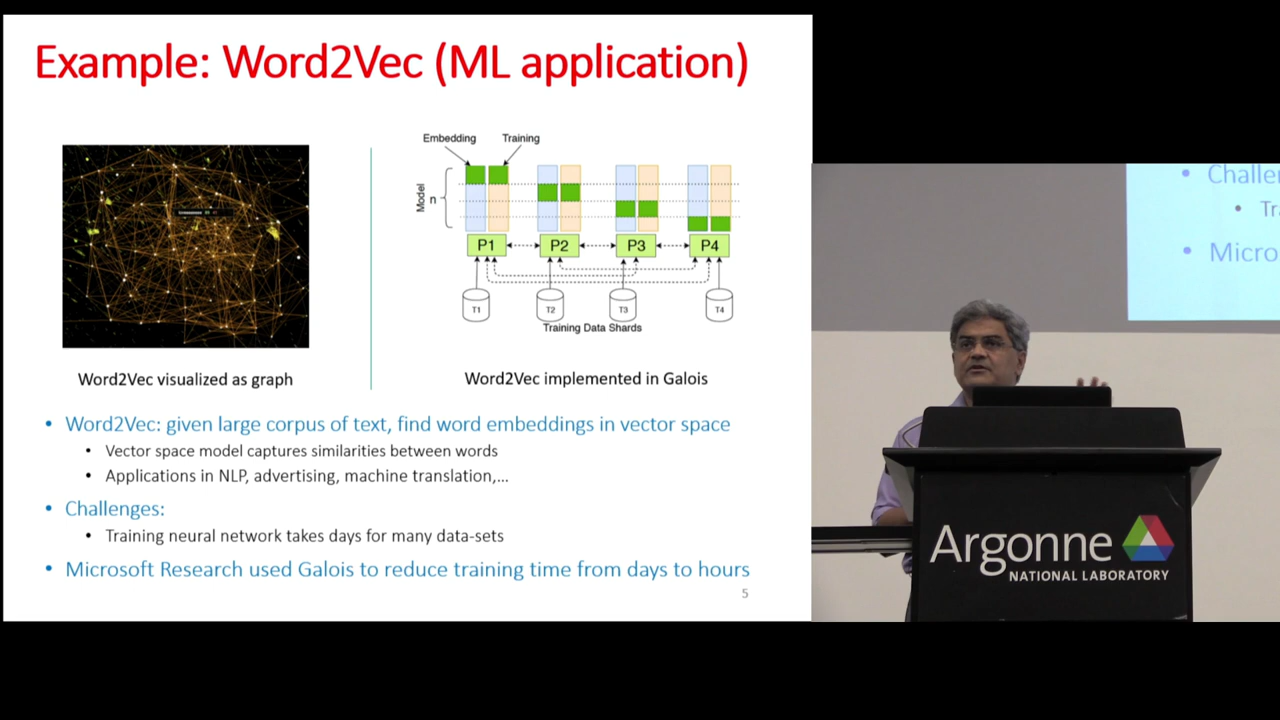 Example: Word2Vec (ML application)
Embedding Training
Model
n
P1 P2 P3 P4
T1 T2 T3 T4
Training Data Shards
Word2Vec visualized as graph
Word2Vec implemented in Galois
• Word2Vec: given large corpus of text, find word embeddings in vector space
• Vector space model captures similarities between words
• Applications in NLP, advertising, machine translation,...
• Challenges:
• Training neural network takes days for many data-sets
• Microsoft Research used Galois to reduce training time from days to hours
5
• Challe
• Tr
• Micro
Argonne
NATIONAL LABORATORY